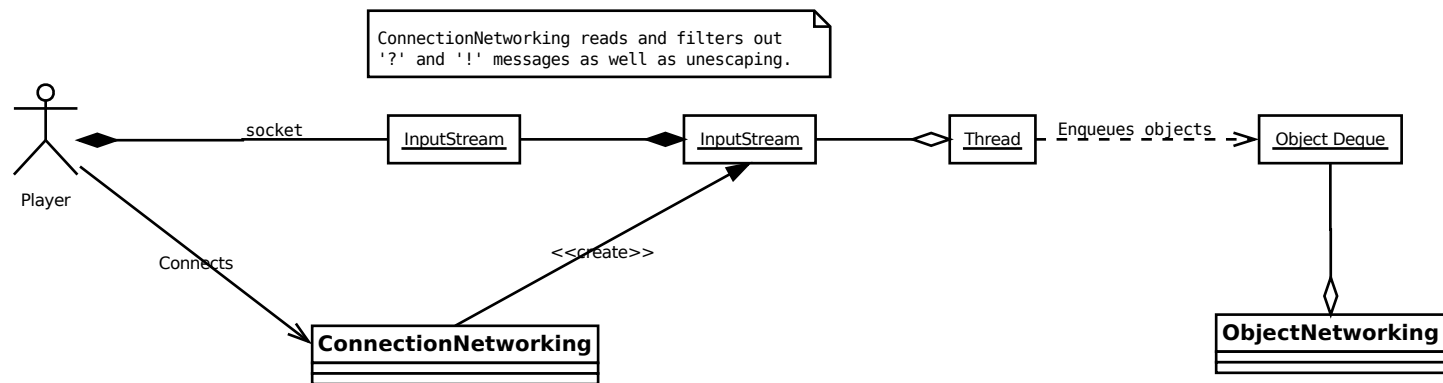 ConnectionNetworking reads and filters out
'?' and '!' messages as well as unescaping.
socket
InputStream
InputStream
Thread
Enqueues objects
Object Deque
Player
Connects
<<create>>
ConnectionNetworking
ObjectNetworking